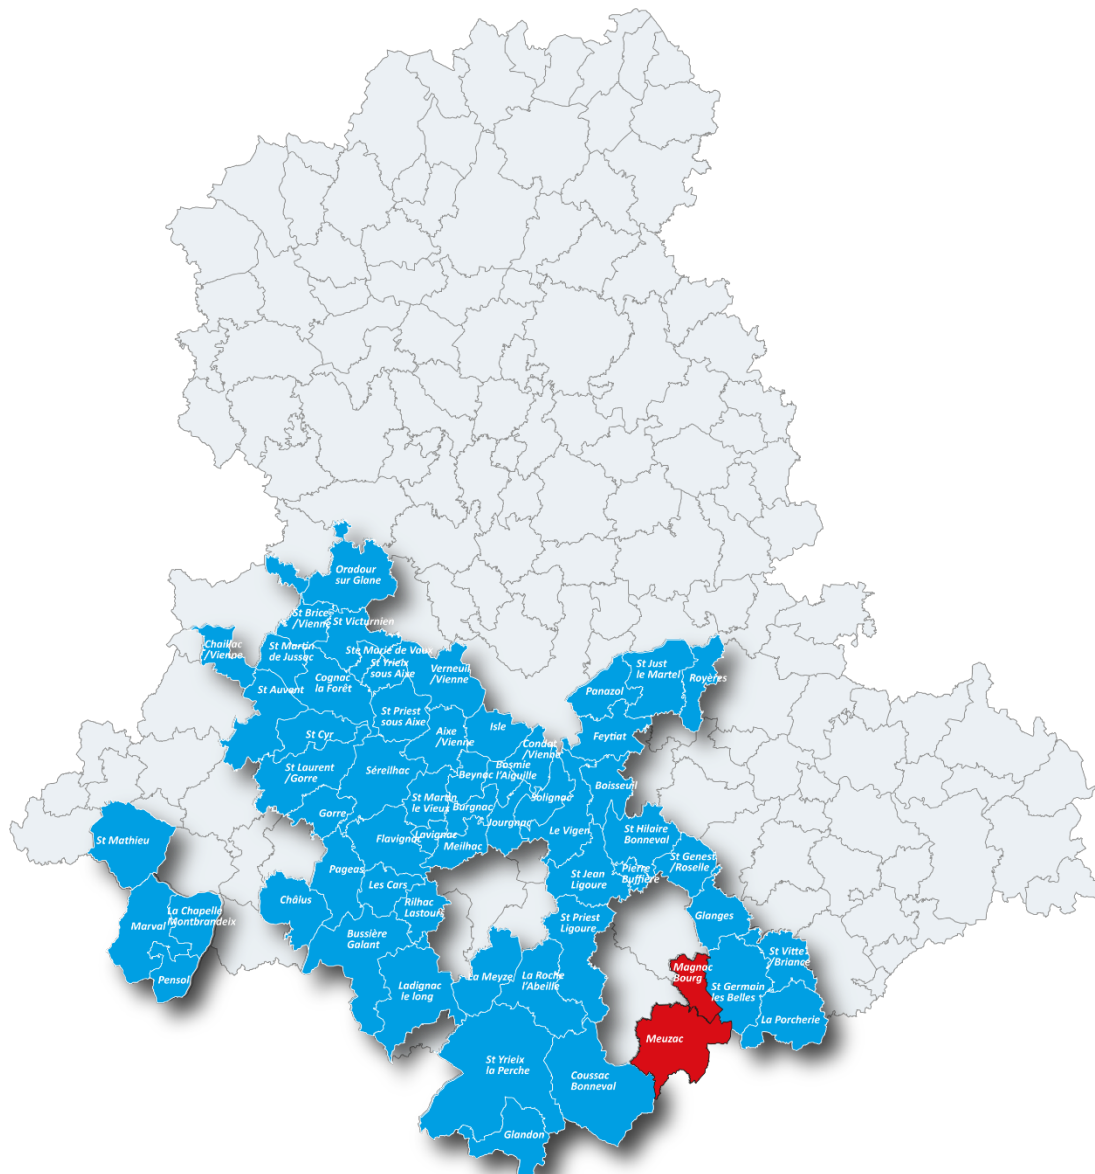 Oradour
sur Glane
St Brice
/Vienne
St Victurnien
Chaillac
/Vienne
St Martin
de Jussac
Ste Marie de Vaux
St Yrieix
sous Aixe
Verneuil
/Vienne
Cognac
la Forêt
St Auvent
St Just
le Martel
Royères
Panazol
St Priest
sous Aixe
St Cyr
Aixe
/Vienne
Isle
Condat
/Vienne
Feytiat
Bosmie
l'Aiguille
Beynac
St Laurent
/Gorre
Séreilhac
Boisseuil
Solignac
St Martin
le Vieux
Burgnac
Gorre
Jourgnac
Le Vigen
St Hilaire
Bonneval
Flavignac
Lavignac
Meilhac
St Mathieu
St Genest
/Roselle
Pageas
Les Cars
St Jean
Ligoure
Pierre
Buffière
Châlus
Rilhac
Lastours
La Chapelle
Montbrandeix
Marval
St Priest
Ligoure
Glanges
Bussière
Galant
St Vitte
/Briance
Magnac
Bourg
Pensol
La Meyze
La Roche
l'Abeille
Ladignac
le long
St Germain
les Belles
La Porcherie
Meuzac
St Yrieix
la Perche
Coussac
Bonneval
Glandon